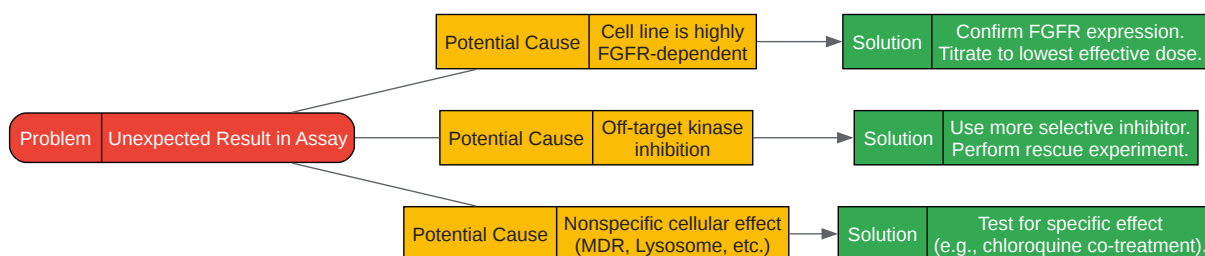 Problem
Unexpected Result in Assay
Potential Cause
Cell line is highly
FGFR-dependent
Solution
Confirm FGFR expression.
Titrate to lowest effective dose.
Potential Cause
Off-target kinase
inhibition
Solution
Use more selective inhibitor.
Perform rescue experiment.
Potential Cause
Nonspecific cellular effect
(MDR, Lysosome, etc.)
Solution
Test for specific effect
(e.g., chloroquine co-treatment).